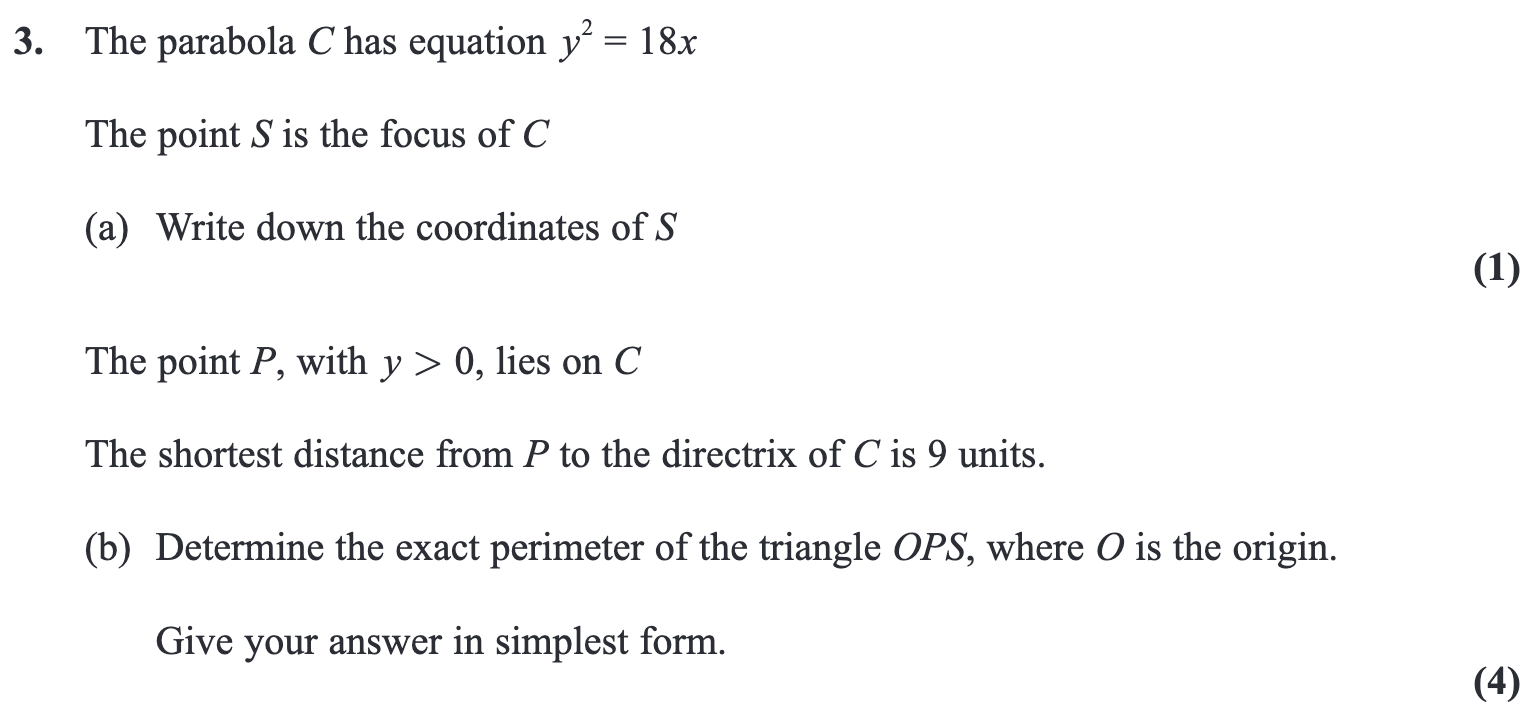 3. The parabola C has equation y² = 18x
The point S is the focus of C
(a) Write down the coordinates of S
(1)
The point P, with y > 0, lies on C
The shortest distance from P to the directrix of C is 9 units.
(b) Determine the exact perimeter of the triangle OPS, where O is the origin.
Give your answer in simplest form.
(4)